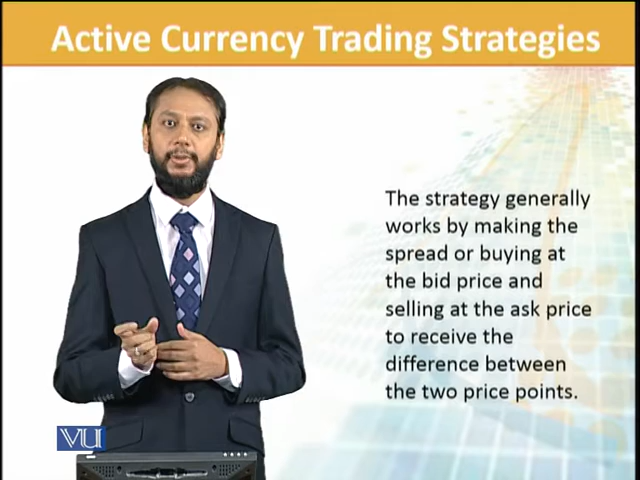 Active Currency Trading Strategies
The strategy generally
works by making the
spread or buying at
the bid price and
selling at the ask price
to receive the
difference between
the two price points.
VU